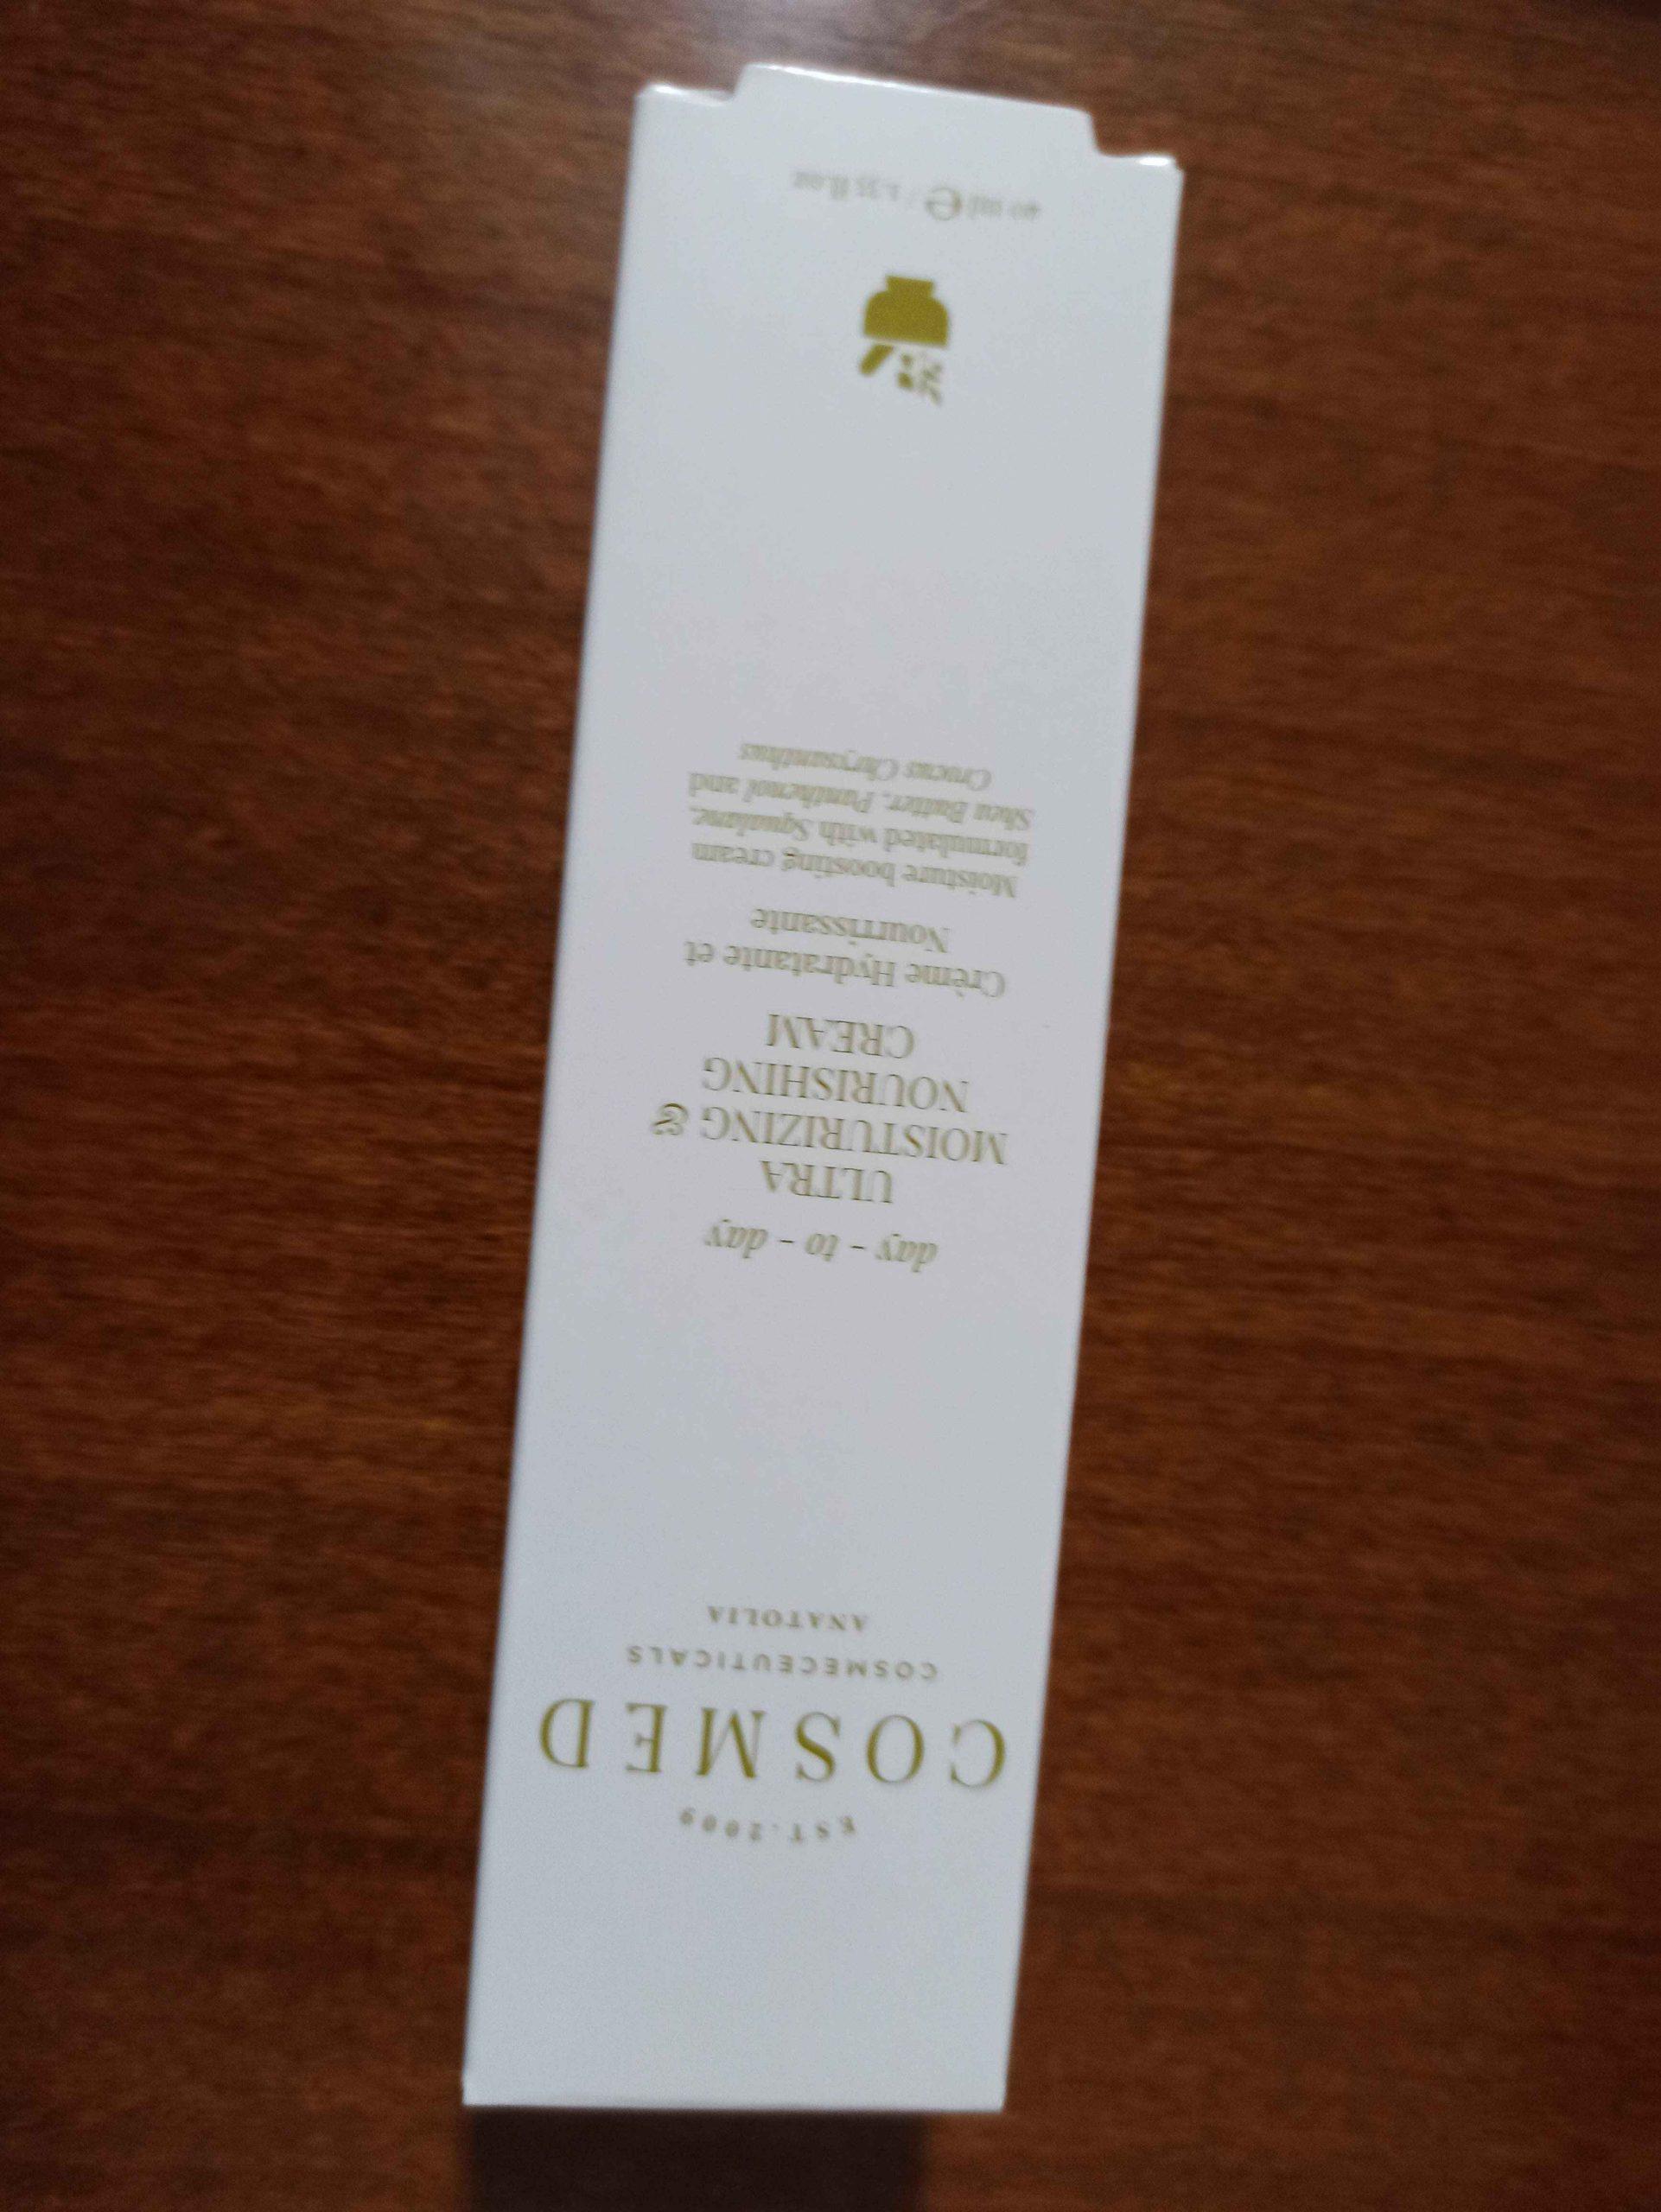 EST. 2009
COSMED
COSMECEUTICALS
ANATOLIA
day - to - day
ULTRA
MOISTURIZING &
NOURISHING
CREAM
Crème Hydratante et
Nourrissante
Moisture boosting cream
formulated with Squalane,
Shea Butter, Panthenol and
Crocus Chrysanthus
40 ml e / 1.35 fl.oz